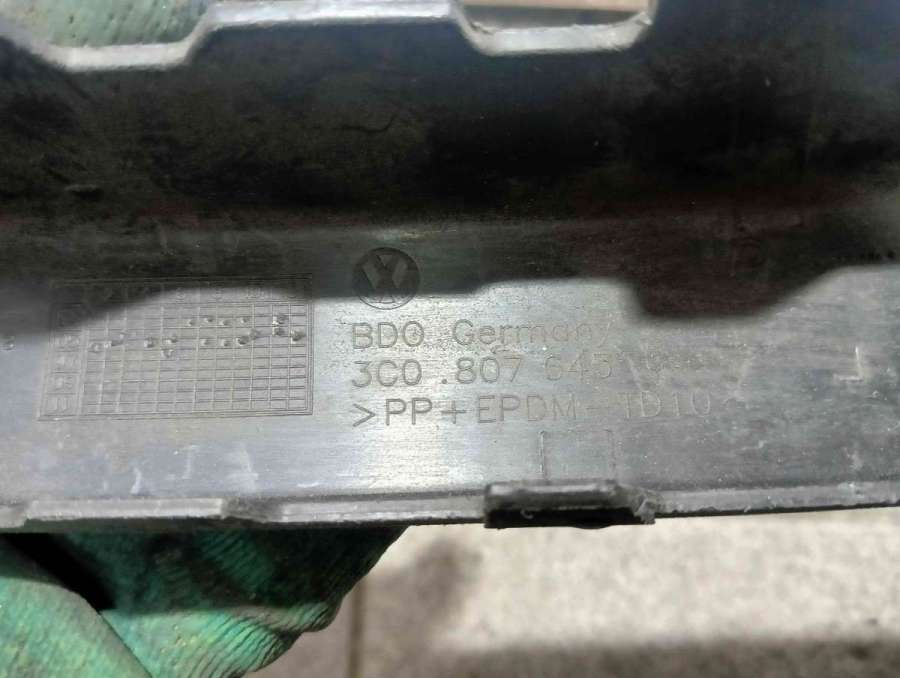 BDO Germany
3C0 .807 645
>PP+EPDM-TD10<